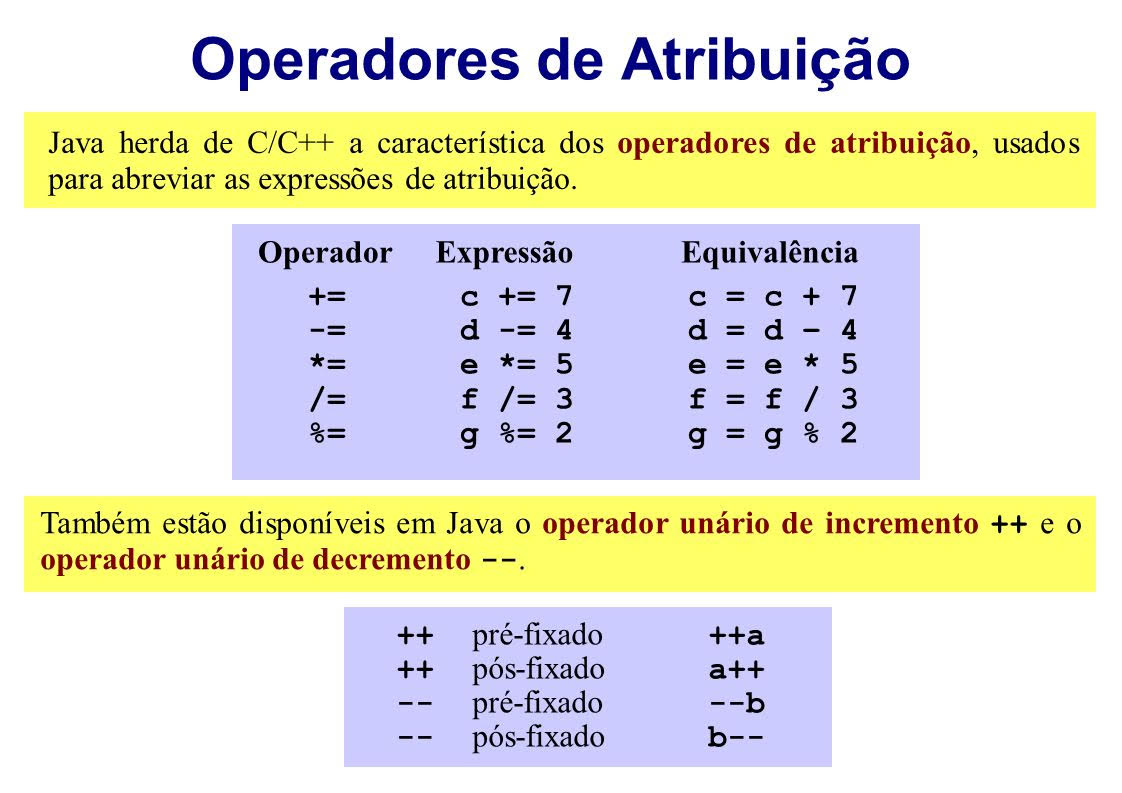 Operadores de Atribuição
Java herda de C/C++ a característica dos operadores de atribuição, usados
para abreviar as expressões de atribuição.
Operador Expressão Equivalência
+= c += 7 c = c + 7
-= d -= 4 d = d – 4
*= e *= 5 e = e * 5
/= f /= 3 f = f / 3
%= g %= 2 g = g % 2
Também estão disponíveis em Java o operador unário de incremento ++ e o
operador unário de decremento --.
++ pré-fixado ++a
++ pós-fixado a++
-- pré-fixado --b
-- pós-fixado b--